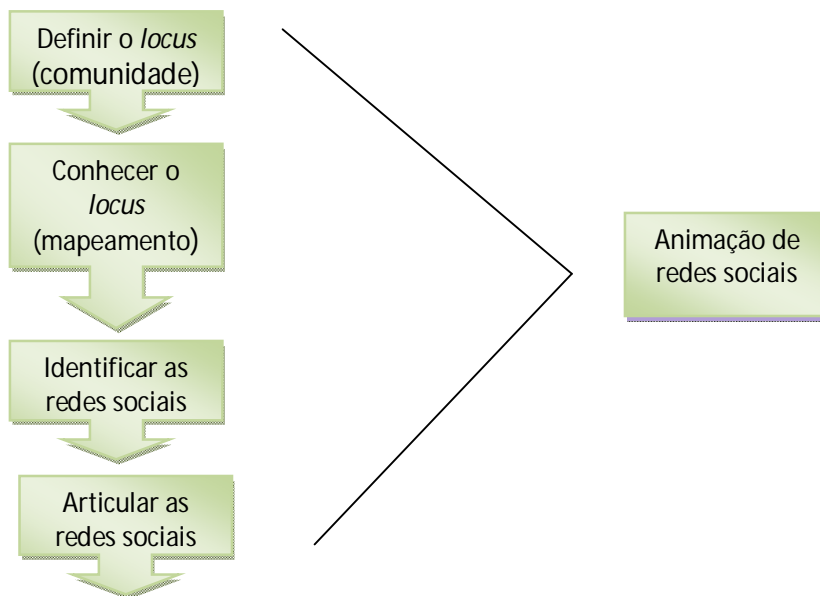 Definir o locus
(comunidade)
Conhecer o
locus
(mapeamento)
Identificar as
redes sociais
Articular as
redes sociais
Animação de
redes sociais